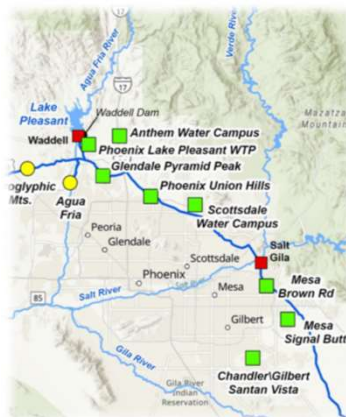 17
Agua Fria River
Verde River
17
Lake
Pleasant
Waddell Dam
Mazatza
Mountain
Waddell
Anthem Water Campus
Phoenix Lake Pleasant WTP
Glendale Pyramid Peak
oglyphic
Mts.
Agua
Fria
Phoenix Union Hills
Scottsdale
Water Campus
Peoria
Glendale
Scottsdale
Salt
Gila
Phoenix
Salt River
85
Mesa
Mesa
Brown Rd
Gilbert
Mesa
Signal Butt
Chandler\Gilbert
Santan Vista
Gila River
Gila River
Indian
Reservation